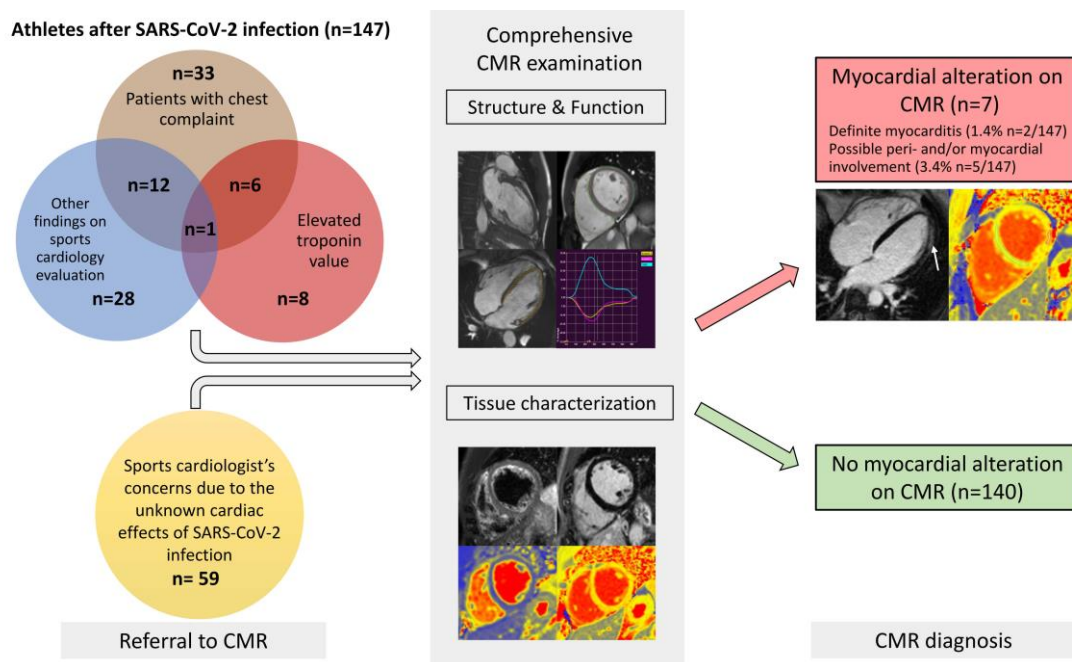 Athletes after SARS-CoV-2 infection (n=147)
n=33
Patients with chest
complaint
n=12
n=6
n=1
Other
findings on
sports
cardiology
evaluation
n=28
Elevated
troponin
value
n=8
Sports cardiologist's
concerns due to the
unknown cardiac
effects of SARS-CoV-2
infection
n= 59
Referral to CMR
Comprehensive
CMR examination
Structure & Function
Tissue characterization
Myocardial alteration on
CMR (n=7)
Definite myocarditis (1.4% n=2/147)
Possible peri- and/or myocardial
involvement (3.4% n=5/147)
No myocardial alteration
on CMR (n=140)
CMR diagnosis